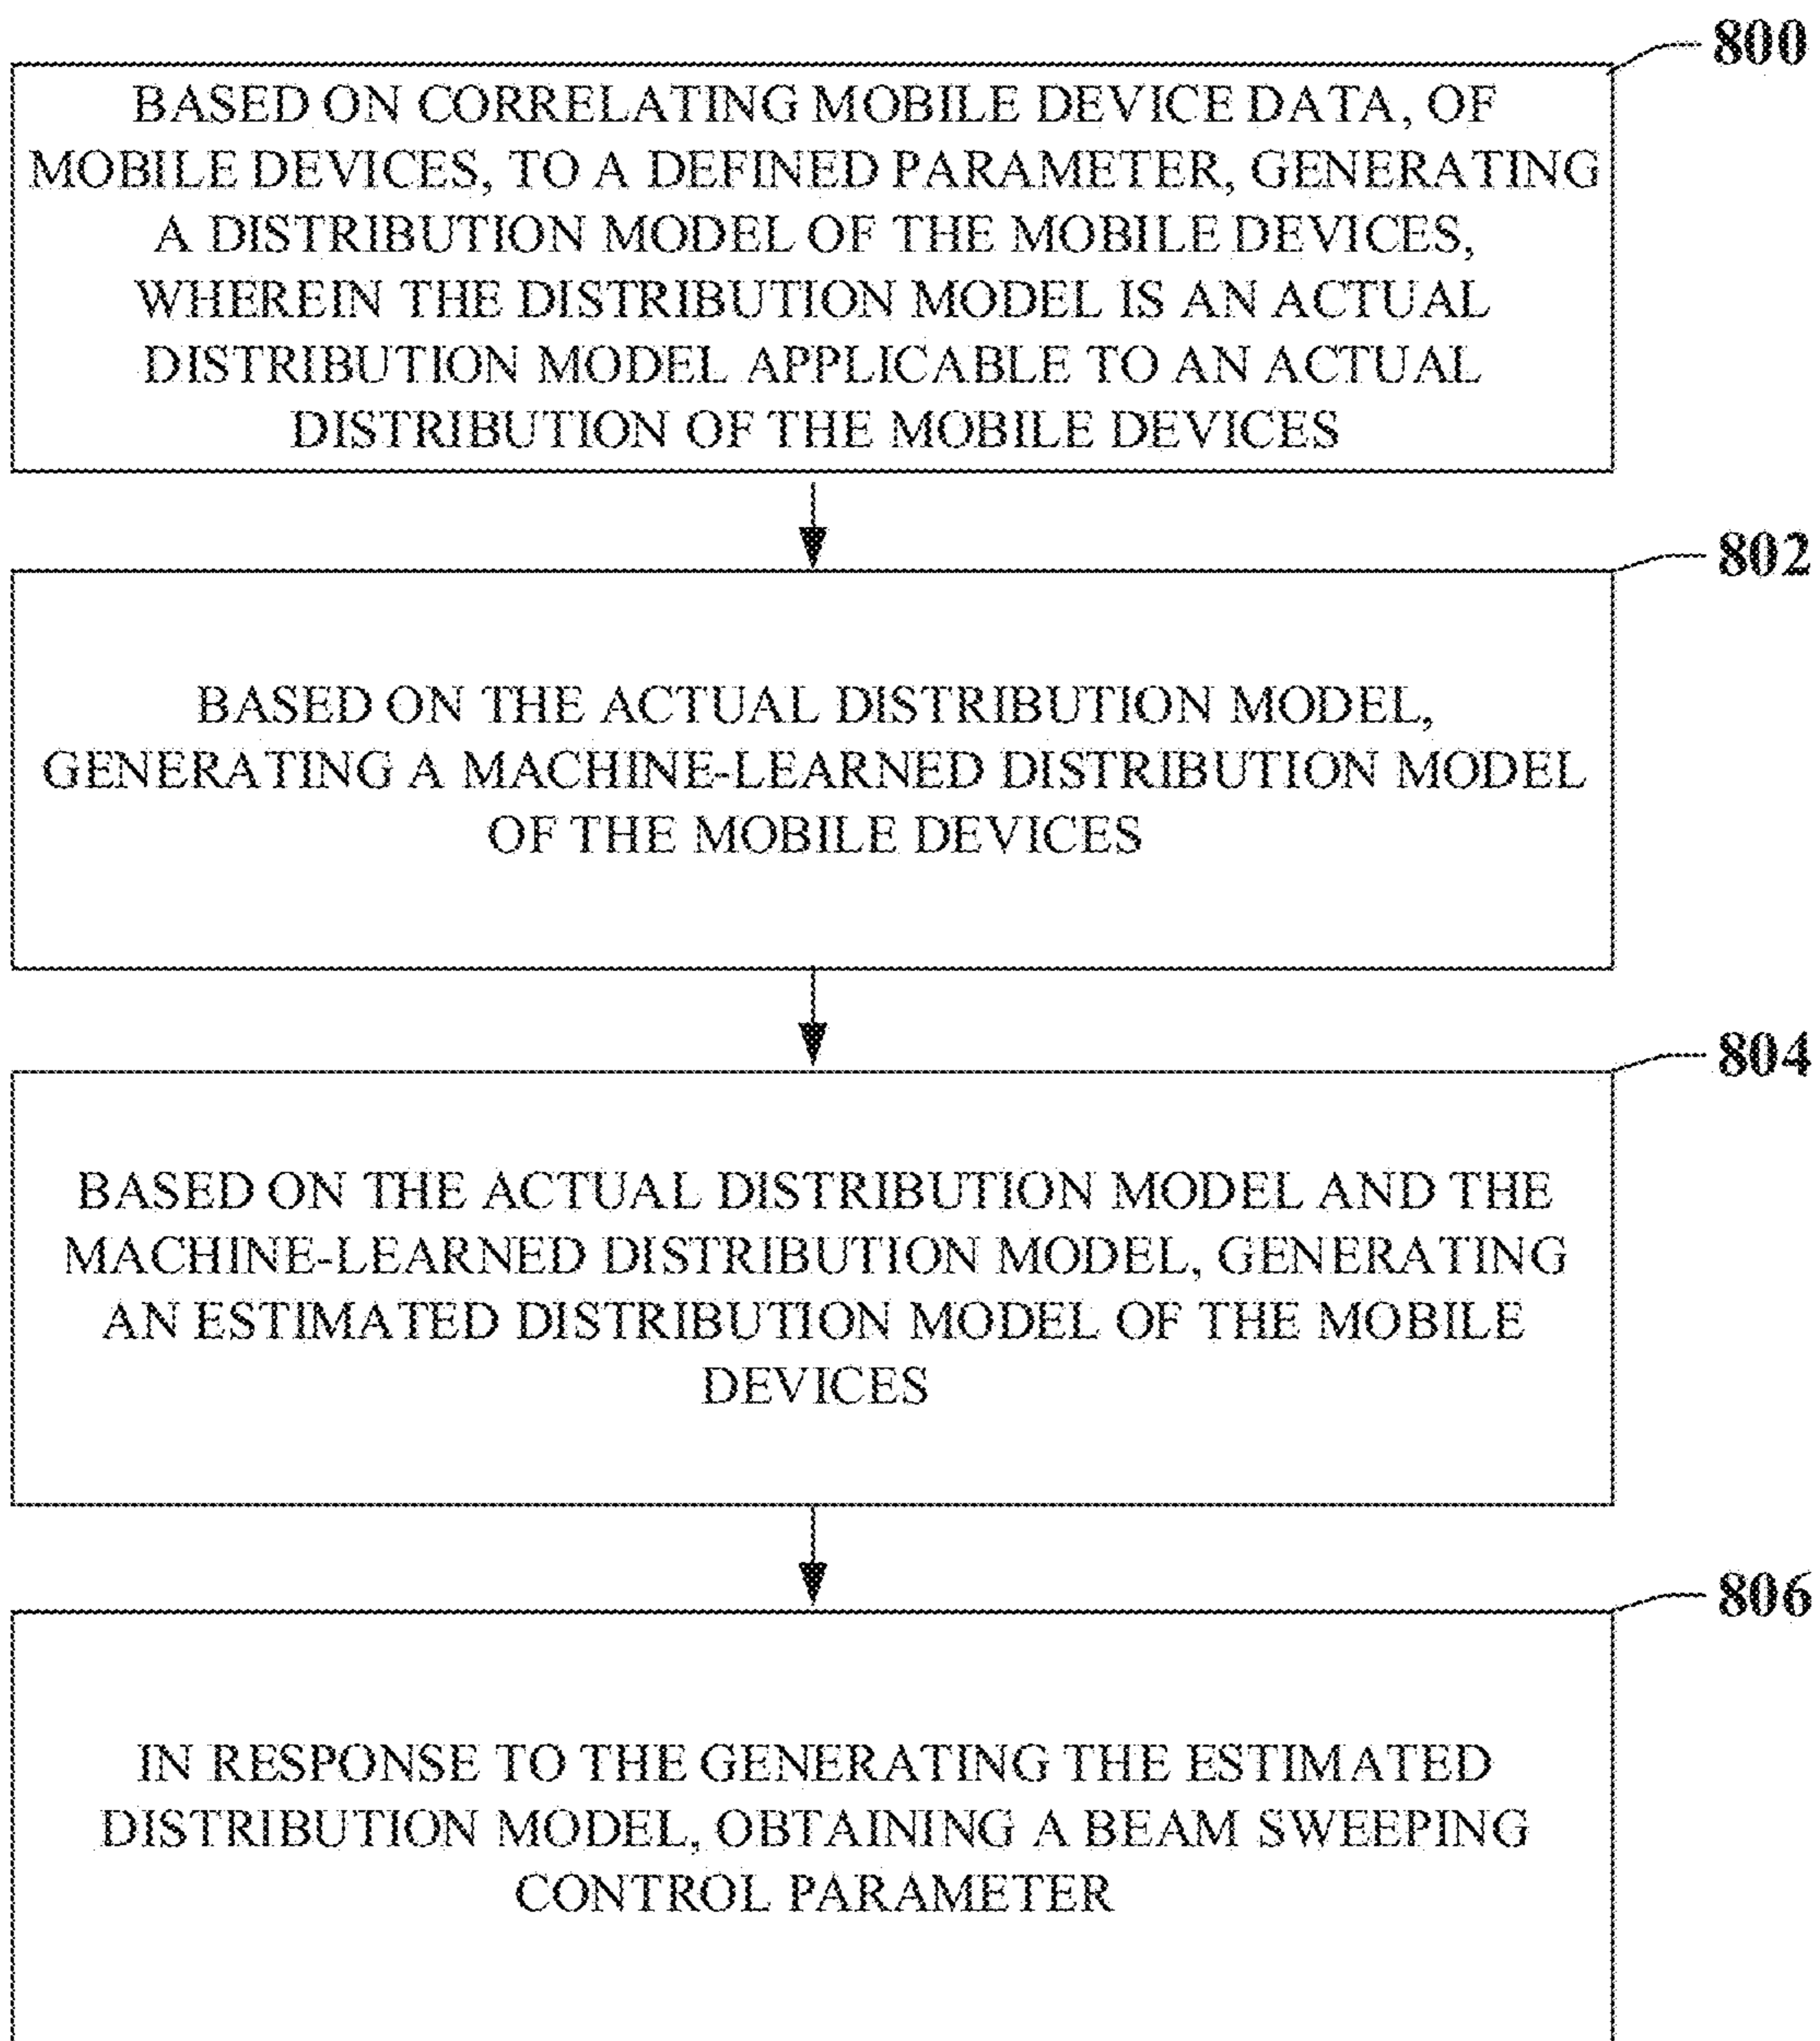 800
BASED ON CORRELATING MOBILE DEVICE DATA, OF
MOBILE DEVICES, TO A DEFINED PARAMETER, GENERATING
A DISTRIBUTION MODEL OF THE MOBILE DEVICES,
WHEREIN THE DISTRIBUTION MODEL IS AN ACTUAL
DISTRIBUTION MODEL APPLICABLE TO AN ACTUAL
DISTRIBUTION OF THE MOBILE DEVICES
802
BASED ON THE ACTUAL DISTRIBUTION MODEL,
GENERATING A MACHINE-LEARNED DISTRIBUTION MODEL
OF THE MOBILE DEVICES
804
BASED ON THE ACTUAL DISTRIBUTION MODEL AND THE
MACHINE-LEARNED DISTRIBUTION MODEL, GENERATING
AN ESTIMATED DISTRIBUTION MODEL OF THE MOBILE
DEVICES
806
IN RESPONSE TO THE GENERATING THE ESTIMATED
DISTRIBUTION MODEL, OBTAINING A BEAM SWEEPING
CONTROL PARAMETER